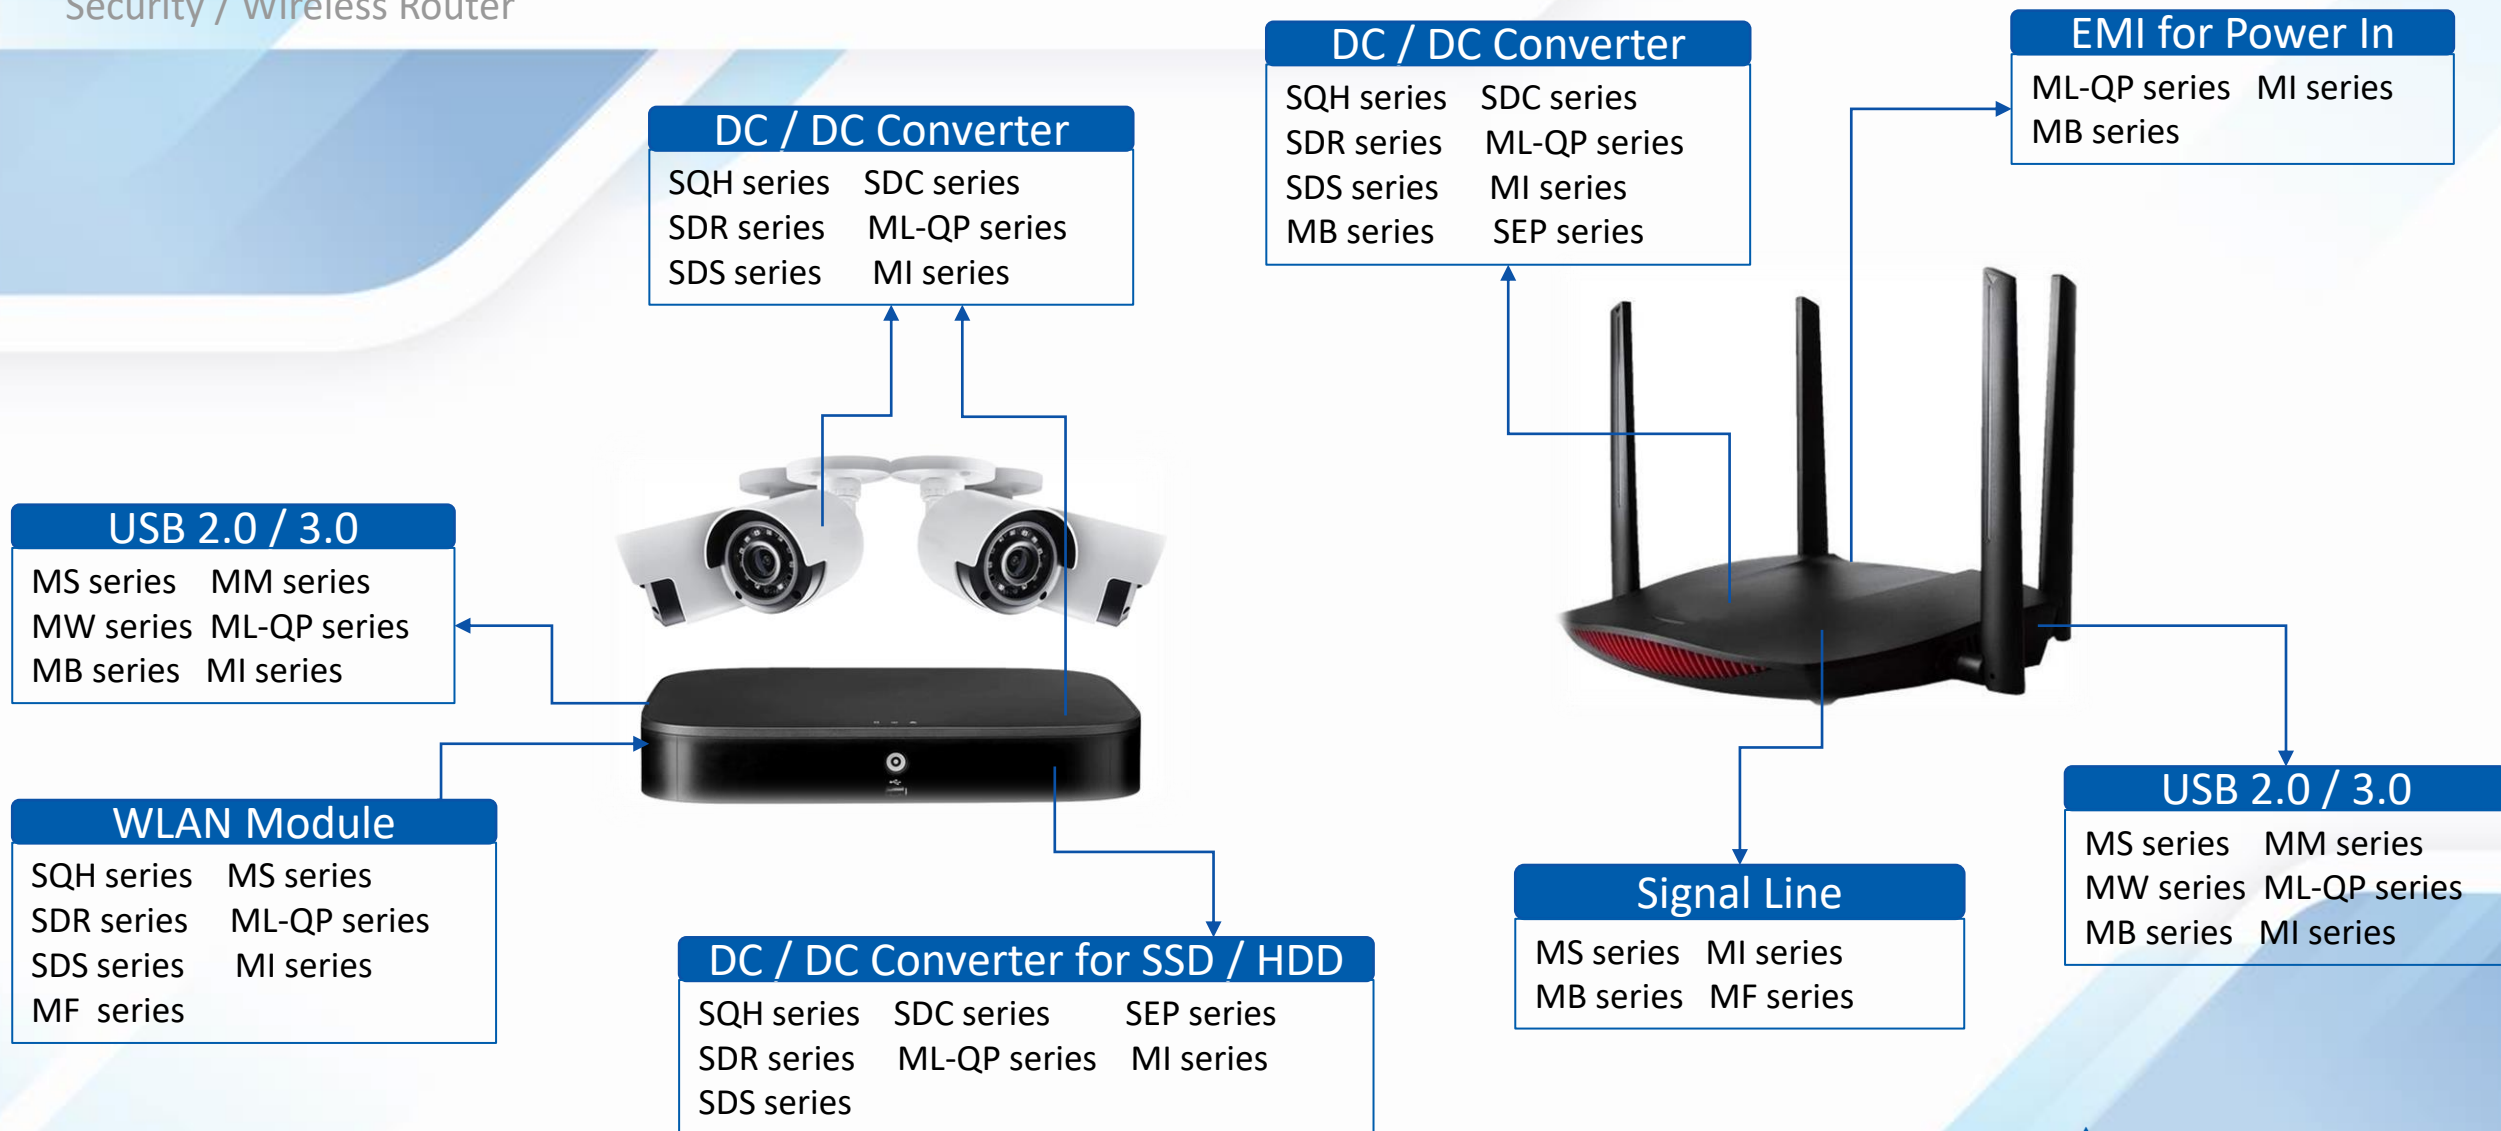 Security / Wireless Router
DC / DC Converter
SQH series SDC series
SDR series ML-QP series
SDS series MI series
DC / DC Converter
SQH series SDC series
SDR series ML-QP series
SDS series MI series
MB series SEP series
EMI for Power In
ML-QP series MI series
MB series
USB 2.0 / 3.0
MS series MM series
MW series ML-QP series
MB series MI series
WLAN Module
SQH series MS series
SDR series ML-QP series
SDS series MI series
MF series
DC / DC Converter for SSD / HDD
SQH series SDC series SEP series
SDR series ML-QP series MI series
SDS series
Signal Line
MS series MI series
MB series MF series
USB 2.0 / 3.0
MS series MM series
MW series ML-QP series
MB series MI series